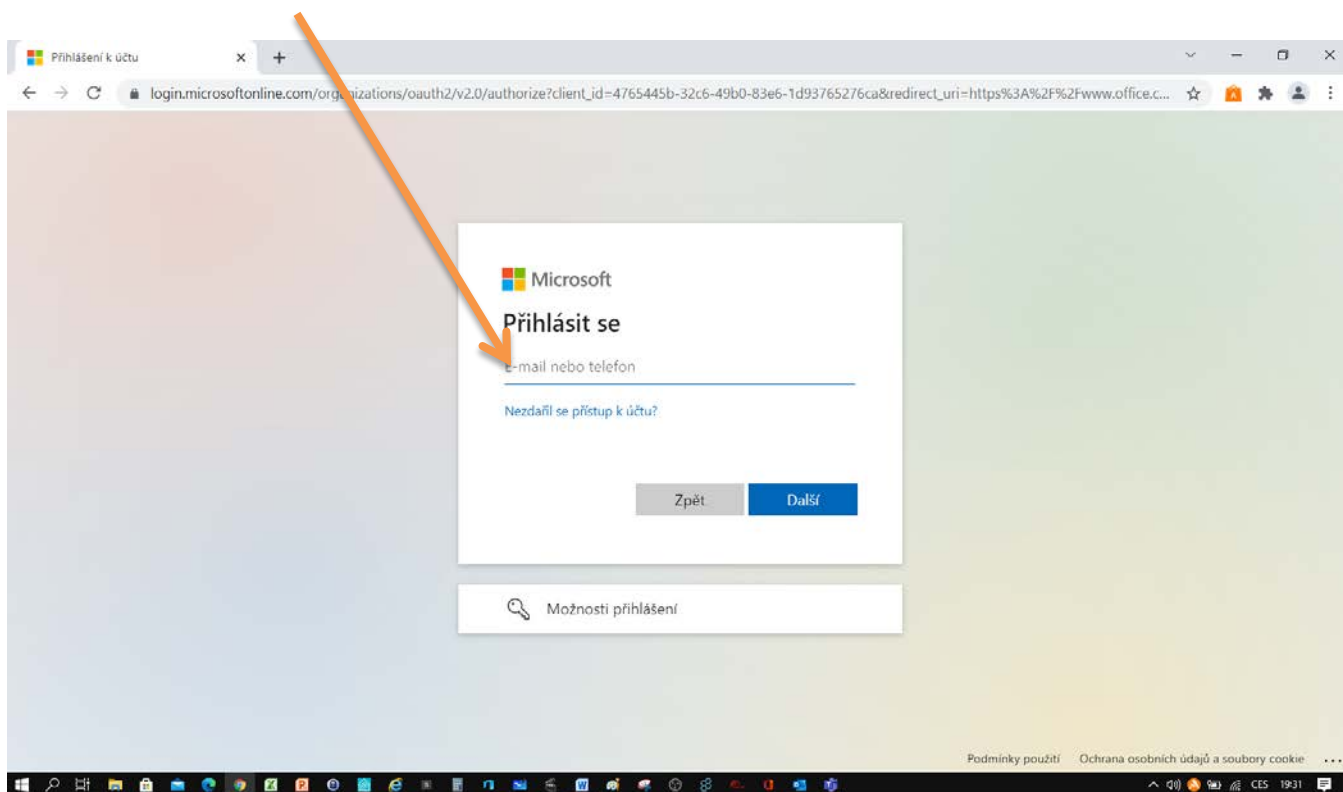 Přihlášení k účtu
login.microsoftonline.com/organizations/oauth2/v2.0/authorize?client_id=4765445b-32c6-49b0-83e6-1d93765276ca&redirect_uri=https%3A%2F%2Fwww.office.c...
Microsoft
Přihlásit se
E-mail nebo telefon
Nezdařil se přístup k účtu?
Zpět
Další
Možnosti přihlášení
Podmínky použití Ochrana osobních údajů a soubory cookie ...
CES 19:31